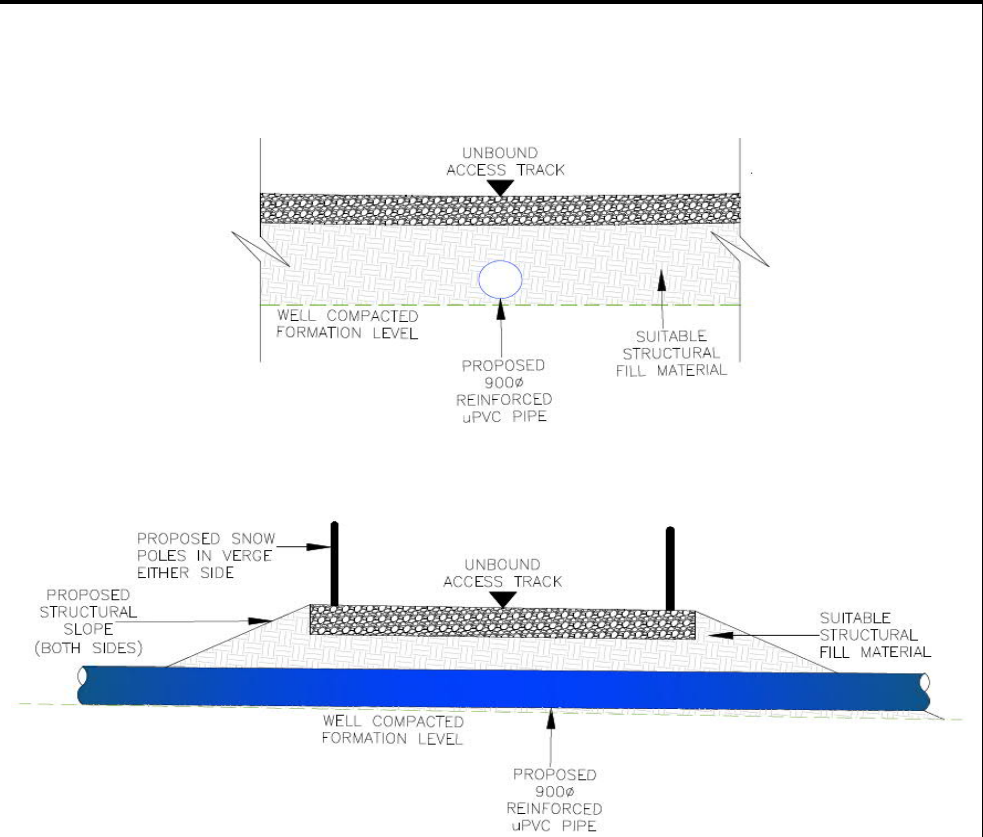 UNBOUND
ACCESS TRACK
WELL COMPACTED
FORMATION LEVEL
SUITABLE
STRUCTURAL
FILL MATERIAL
PROPOSED
900ø
REINFORCED
uPVC PIPE
PROPOSED SNOW
POLES IN VERGE
EITHER SIDE
UNBOUND
ACCESS TRACK
PROPOSED
STRUCTURAL
SLOPE
(BOTH SIDES)
SUITABLE
STRUCTURAL
FILL MATERIAL
WELL COMPACTED
FORMATION LEVEL
PROPOSED
900ø
REINFORCED
uPVC PIPE